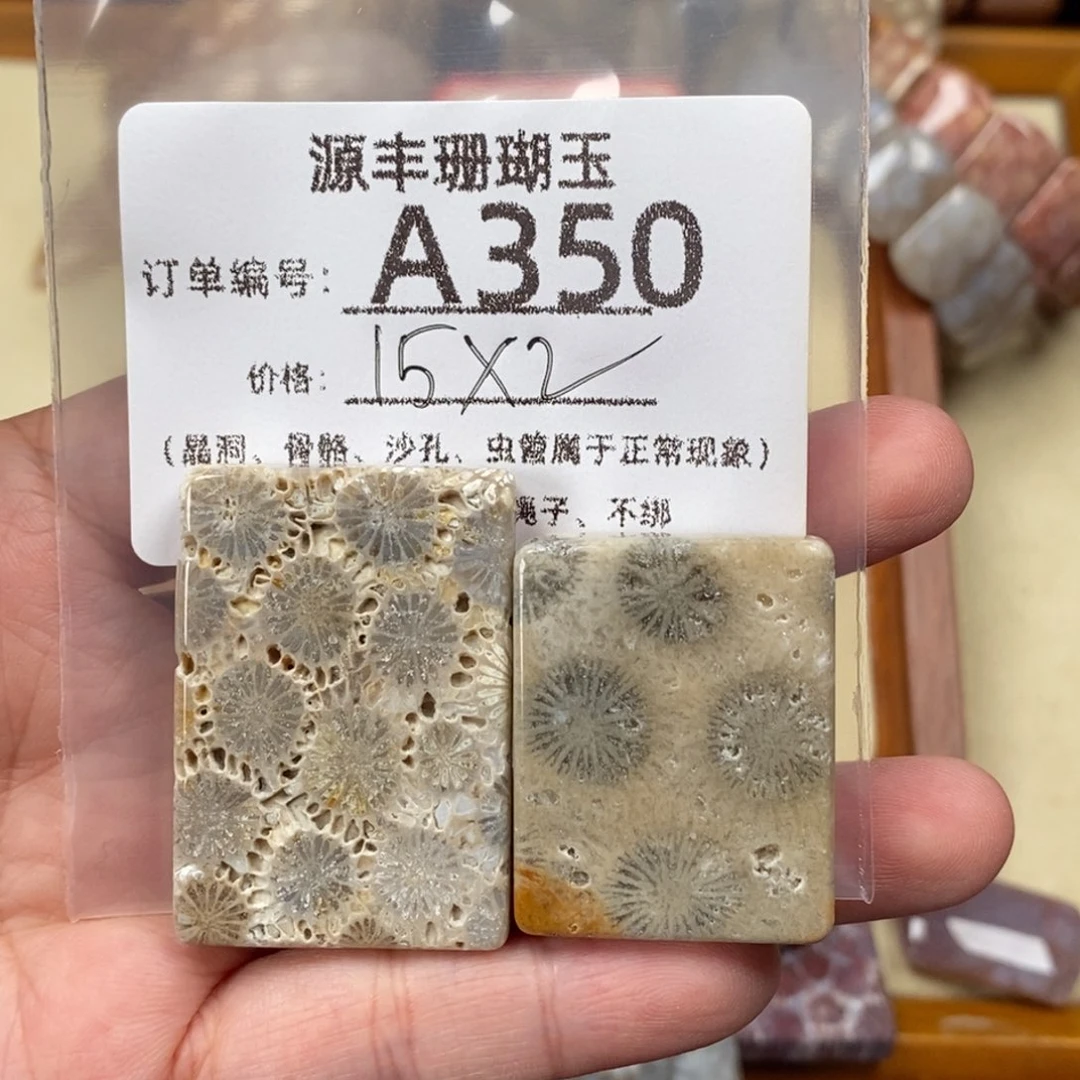 源丰珊瑚玉
订单编号: A350
价格: 15X2
(晶洞、骨骼、沙孔、虫管属于正常现象)
绳子、不绑